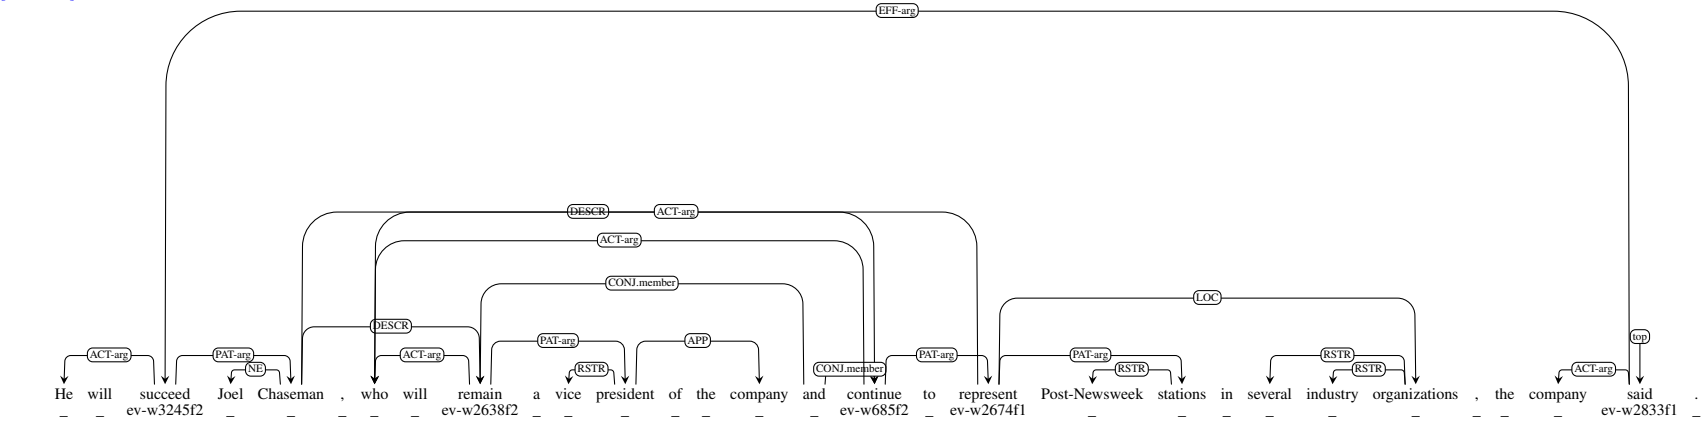 EFF-arg
DESCR ACT-arg
ACT-arg
CONJ.member
LOC
DESCR
top
PAT-arg APP
ACT-arg PAT-arg ACT-arg PAT-arg PAT-arg RSTR
NE RSTR CONJ.member RSTR RSTR ACT-arg
He will succeed Joel Chaseman , who will remain a vice president of the company and continue to represent Post-Newsweek stations in several industry organizations , the company said .
_ _ ev-w3245f2 _ _ _ _ _ ev-w2638f2 _ _ _ _ _ _ _ ev-w685f2 _ ev-w2674f1 _ _ _ _ _ _ _ _ _ ev-w2833f1 _